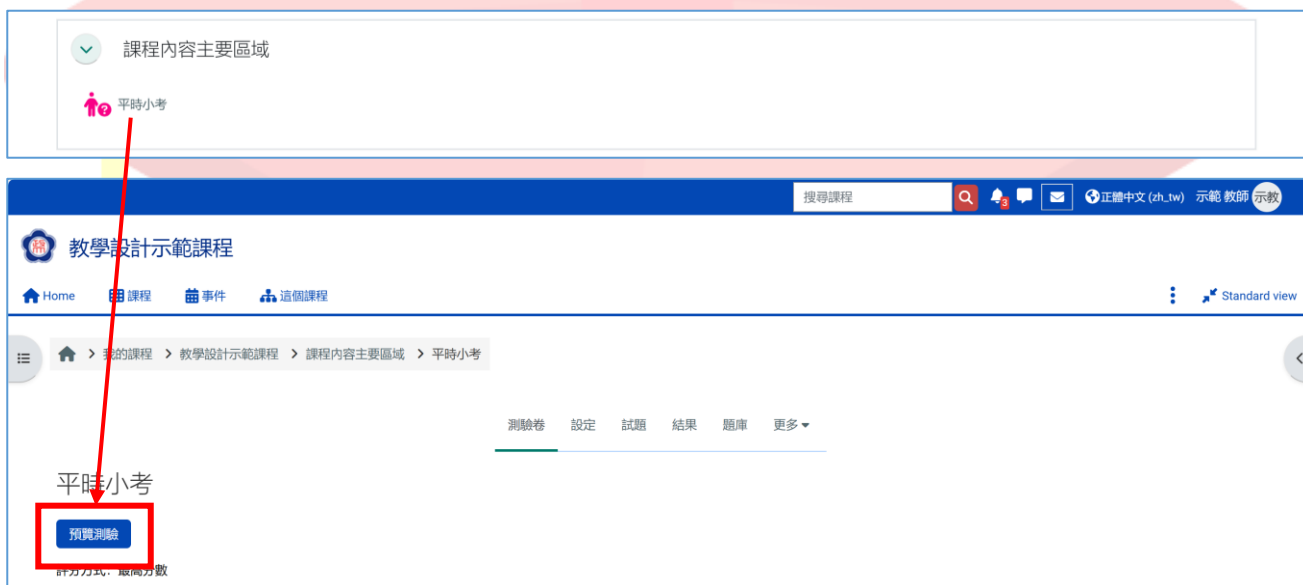 課程內容主要區域
平時小考
搜尋課程 3 正體中文 (zh_tw) 示範 教師 示教
教學設計示範課程
Home 課程 事件 這個課程 Standard view
> 我的課程 > 教學設計示範課程 > 課程內容主要區域 > 平時小考
測驗卷 設定 試題 結果 題庫 更多
平時小考
預覽測驗
評分方式: 最高分數